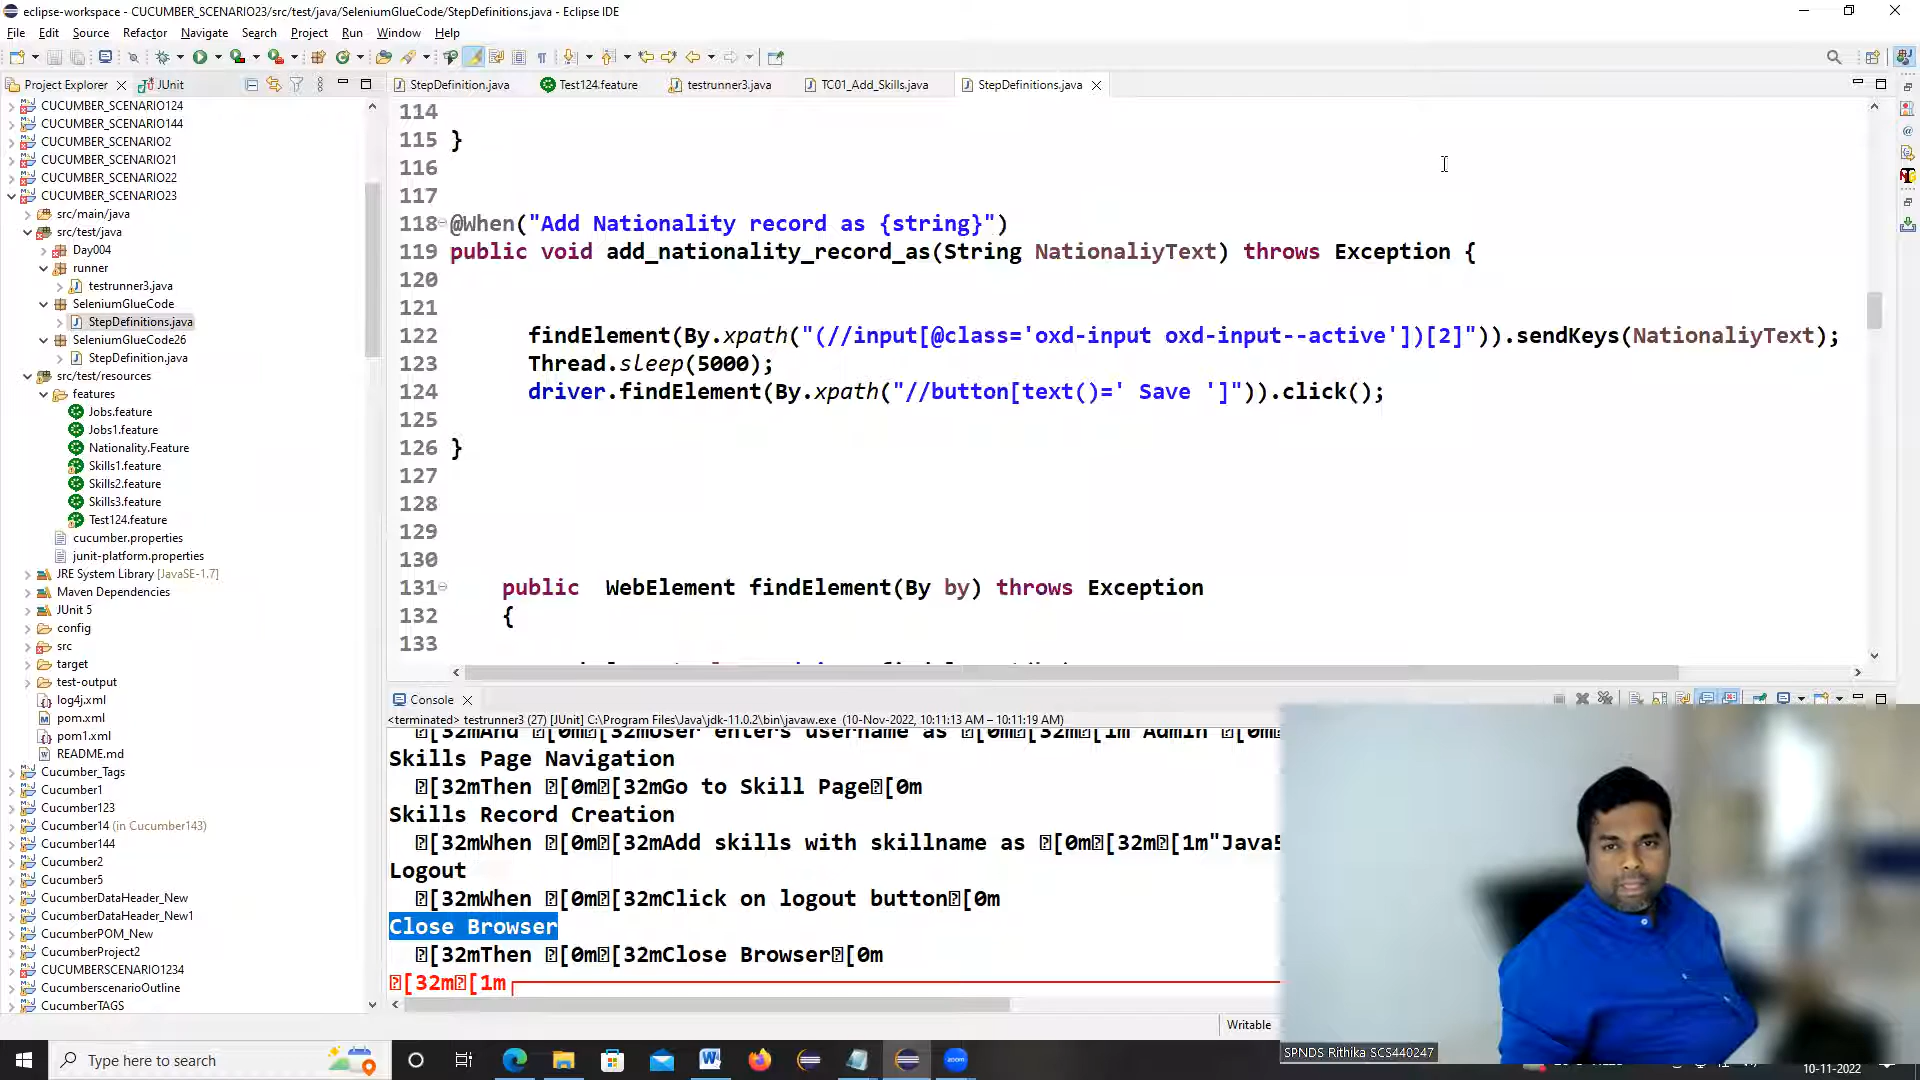 eclipse-workspace - CUCUMBER_SCENARIO23/src/test/java/SeleniumGlueCode/StepDefinitions.java - Eclipse IDE
File Edit Source Refactor Navigate Search Project Run Window Help
Project Explorer JUnit
StepDefinition.java Test124.feature testrunner3.java TC01_Add_Skills.java StepDefinitions.java
CUCUMBER_SCENARIO124
CUCUMBER_SCENARIO144
CUCUMBER_SCENARIO2
CUCUMBER_SCENARIO21
CUCUMBER_SCENARIO22
CUCUMBER_SCENARIO23
src/main/java
src/test/java
Day004
runner
testrunner3.java
SeleniumGlueCode
StepDefinitions.java
SeleniumGlueCode26
StepDefinition.java
src/test/resources
features
Jobs.feature
Jobs1.feature
Nationality.Feature
Skills1.feature
Skills2.feature
Skills3.feature
Test124.feature
cucumber.properties
junit-platform.properties
JRE System Library [JavaSE-1.7]
Maven Dependencies
JUnit 5
config
src
target
test-output
log4j.xml
pom.xml
pom1.xml
README.md
Cucumber_Tags
Cucumber1
Cucumber123
Cucumber14 (in Cucumber143)
Cucumber144
Cucumber2
Cucumber5
CucumberDataHeader_New
CucumberDataHeader_New1
CucumberPOM_New
CucumberProject2
CUCUMBERSCENARIO1234
CucumberscenarioOutline
CucumberTAGS
114
115 }
116
117
118 @When("Add Nationality record as {string}")
119 public void add_nationality_record_as(String NationaliyText) throws Exception {
120
121
122 findElement(By.xpath("(//input[@class='oxd-input oxd-input--active'])[2]")).sendKeys(NationaliyText);
123 Thread.sleep(5000);
124 driver.findElement(By.xpath("//button[text()=' Save ']")).click();
125
126 }
127
128
129
130
131 public WebElement findElement(By by) throws Exception
132 {
133
Console
<terminated> testrunner3 (27) [JUnit] C:\Program Files\Java\jdk-11.0.2\bin\javaw.exe (10-Nov-2022, 10:11:13 AM – 10:11:19 AM)
[32mAnd [0m[32mUser enters username as [0m[32m[1m Admin [0m
Skills Page Navigation
[32mThen [0m[32mGo to Skill Page[0m
Skills Record Creation
[32mWhen [0m[32mAdd skills with skillname as [0m[32m[1m"Java5
Logout
[32mWhen [0m[32mClick on logout button[0m
Close Browser
[32mThen [0m[32mClose Browser[0m
[32m[1m
Writable
SPNDS Rithika SCS440247
Type here to search
10-11-2022